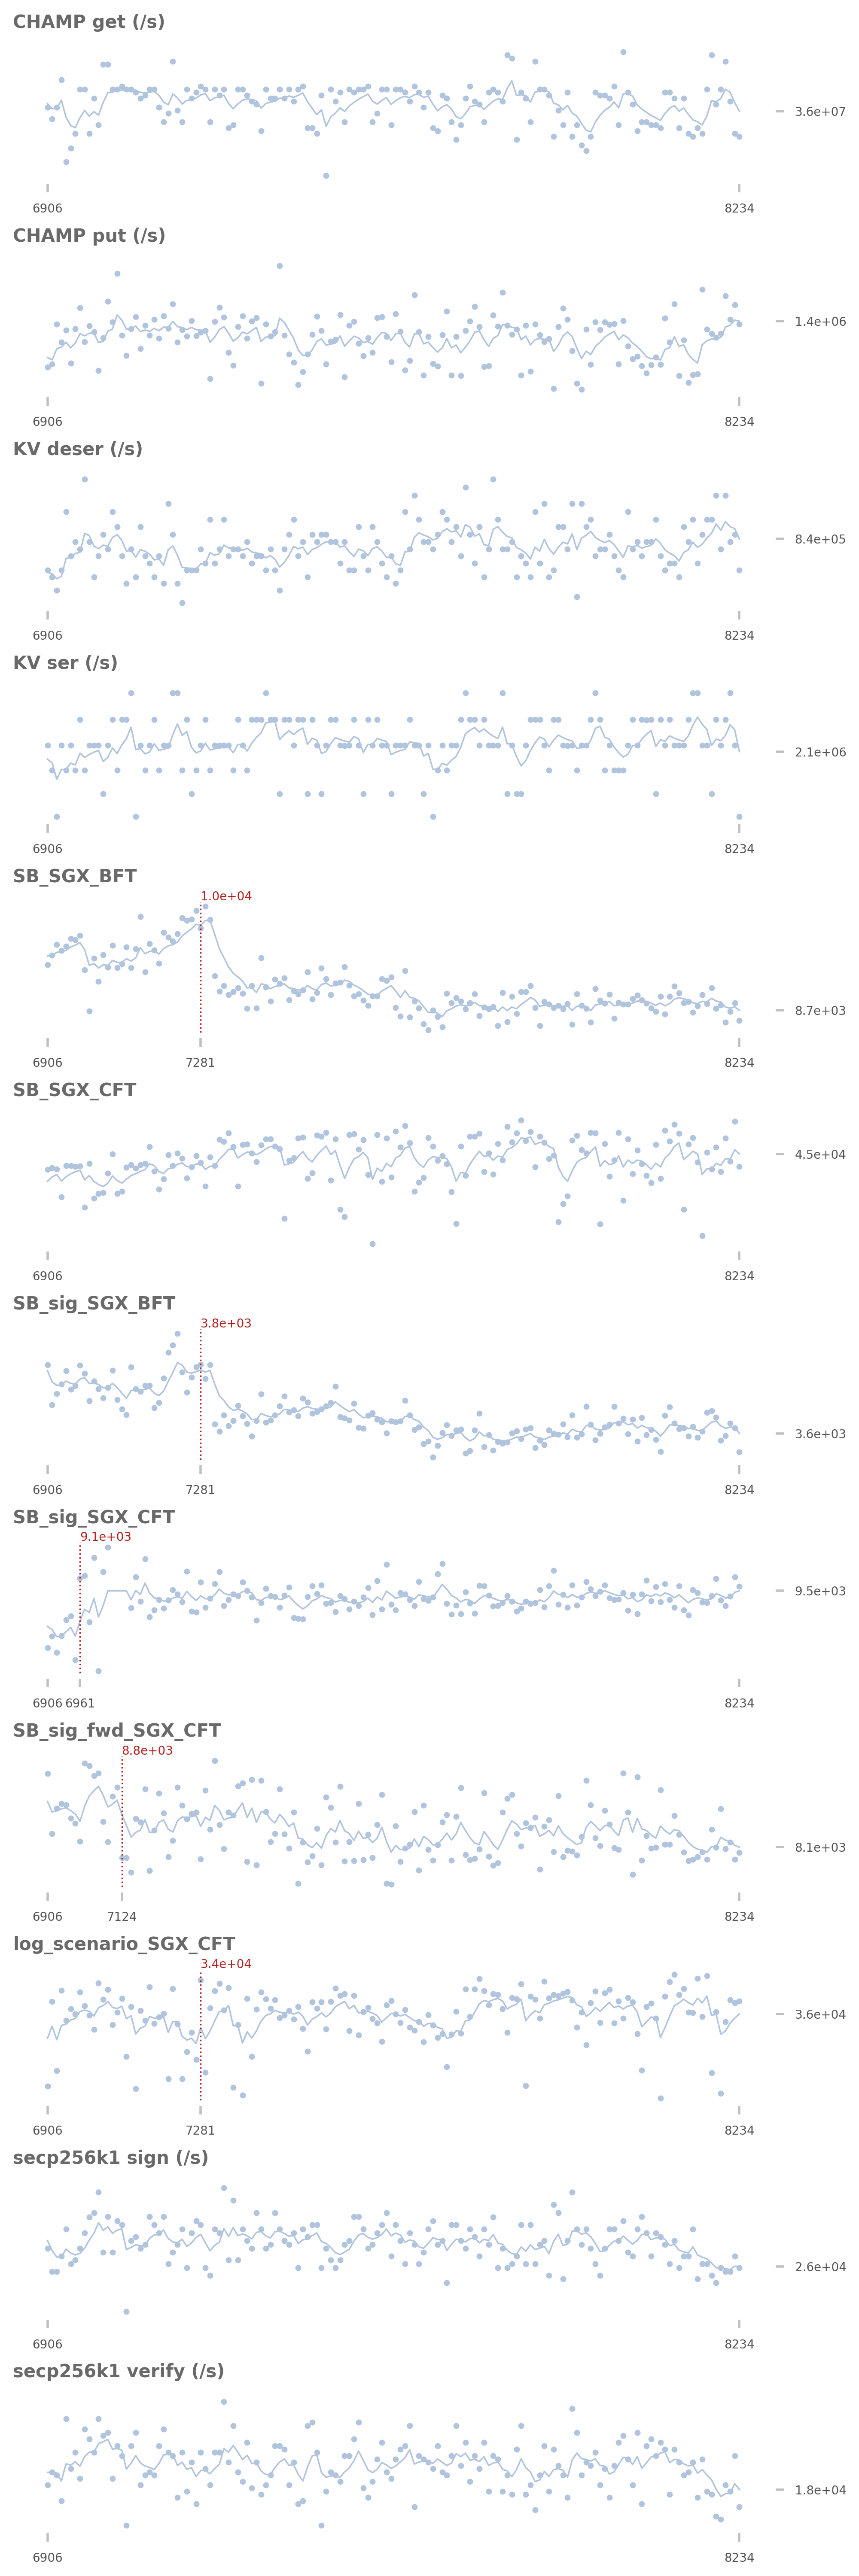 CHAMP get (/s)
3.6e+07
6906 8234
CHAMP put (/s)
1.4e+06
6906 8234
KV deser (/s)
8.4e+05
6906 8234
KV ser (/s)
2.1e+06
6906 8234
SB_SGX_BFT
1.0e+04
8.7e+03
6906 7281 8234
SB_SGX_CFT
4.5e+04
6906 8234
SB_sig_SGX_BFT
3.8e+03
3.6e+03
6906 7281 8234
SB_sig_SGX_CFT
9.1e+03
9.5e+03
6906 6961 8234
SB_sig_fwd_SGX_CFT
8.8e+03
8.1e+03
6906 7124 8234
log_scenario_SGX_CFT
3.4e+04
3.6e+04
6906 7281 8234
secp256k1 sign (/s)
2.6e+04
6906 8234
secp256k1 verify (/s)
1.8e+04
6906 8234